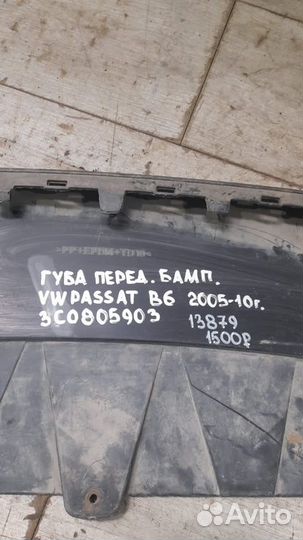 >PP+EPDM+TD10<
ГУБА ПЕРЕД. БАМП.
VW PASSAT B6 2005-10г.
3C0805903 13879
1500₽
Avito